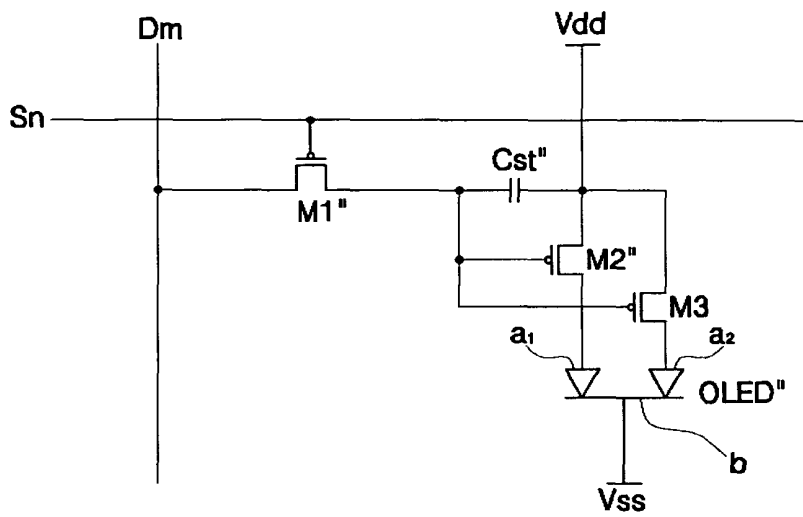 Dm
Vdd
Sn
Cst"
M1"
M2"
M3
a₁
a₂
OLED"
b
Vss